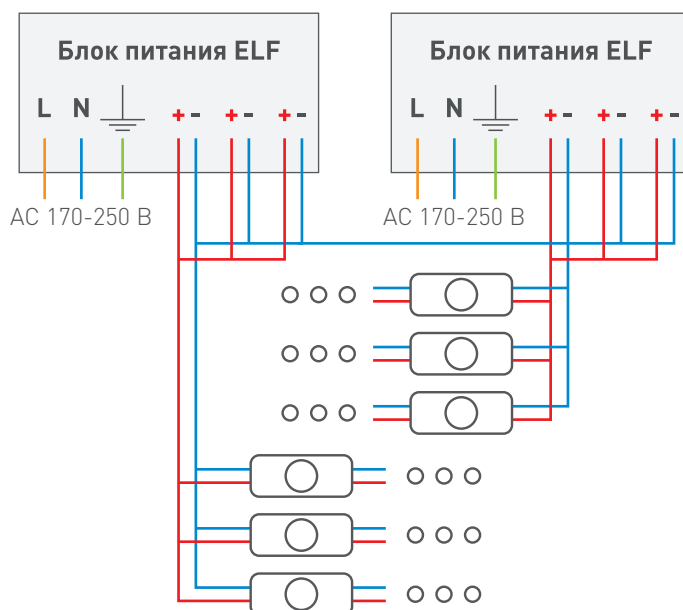 Блок питания ELF
L N + - + - + -
AC 170-250 В
Блок питания ELF
L N + - + - + -
AC 170-250 В